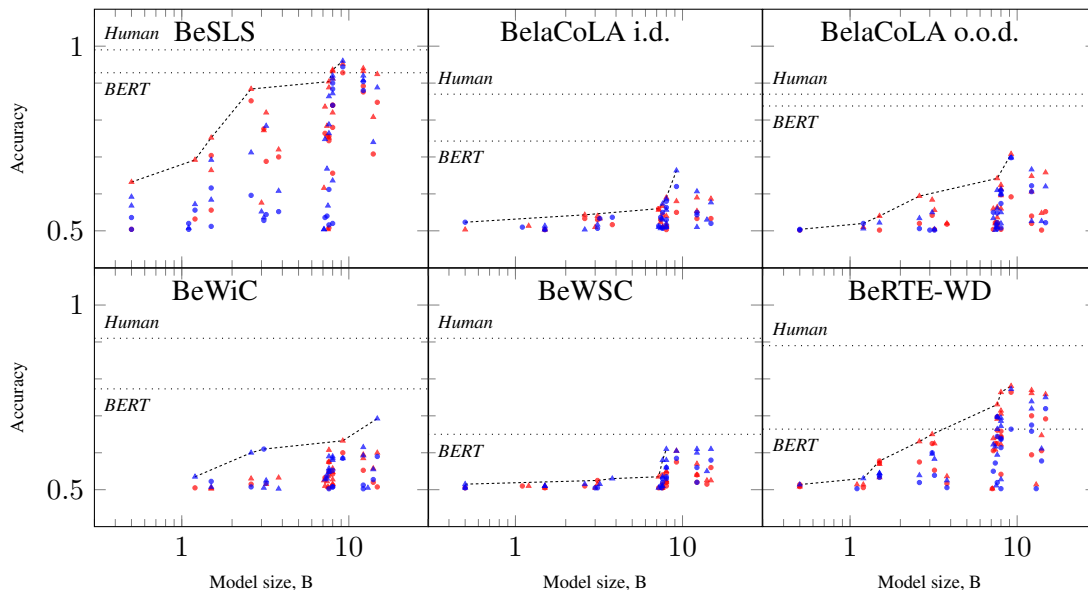 BeSLS
BelaCoLA i.d.
BelaCoLA o.o.d.
Human
BERT
Human
BERT
Human
BERT
1
0.5
Accuracy
BeWiC
BeWSC
BeRTE-WD
Human
BERT
Human
BERT
Human
BERT
1
0.5
Accuracy
1
10
1
10
1
10
Model size, B
Model size, B
Model size, B